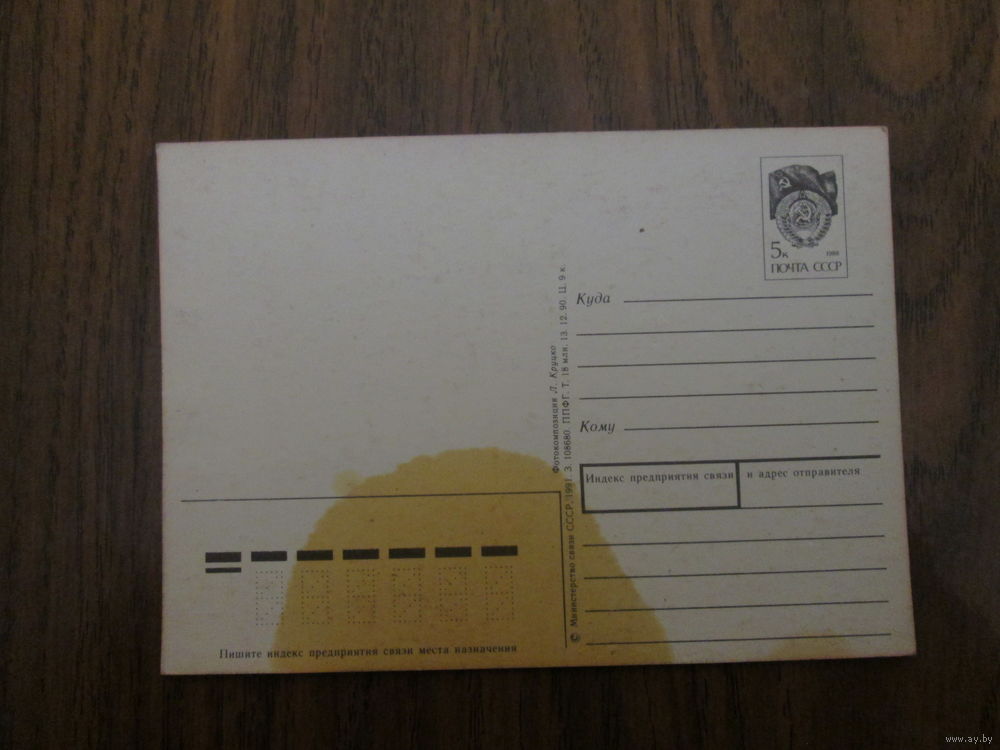 5к
1988
ПОЧТА СССР
Куда
Кому
Индекс предприятия связи и адрес отправителя
Фотокомпозиция Л. Круцко
© Министерство связи СССР, 1991. З. 108680. ППФГ. Т. 18 млн. 13. 12. 90. Ц. 9 к.
Пишите индекс предприятия связи места назначения
www.ay.by